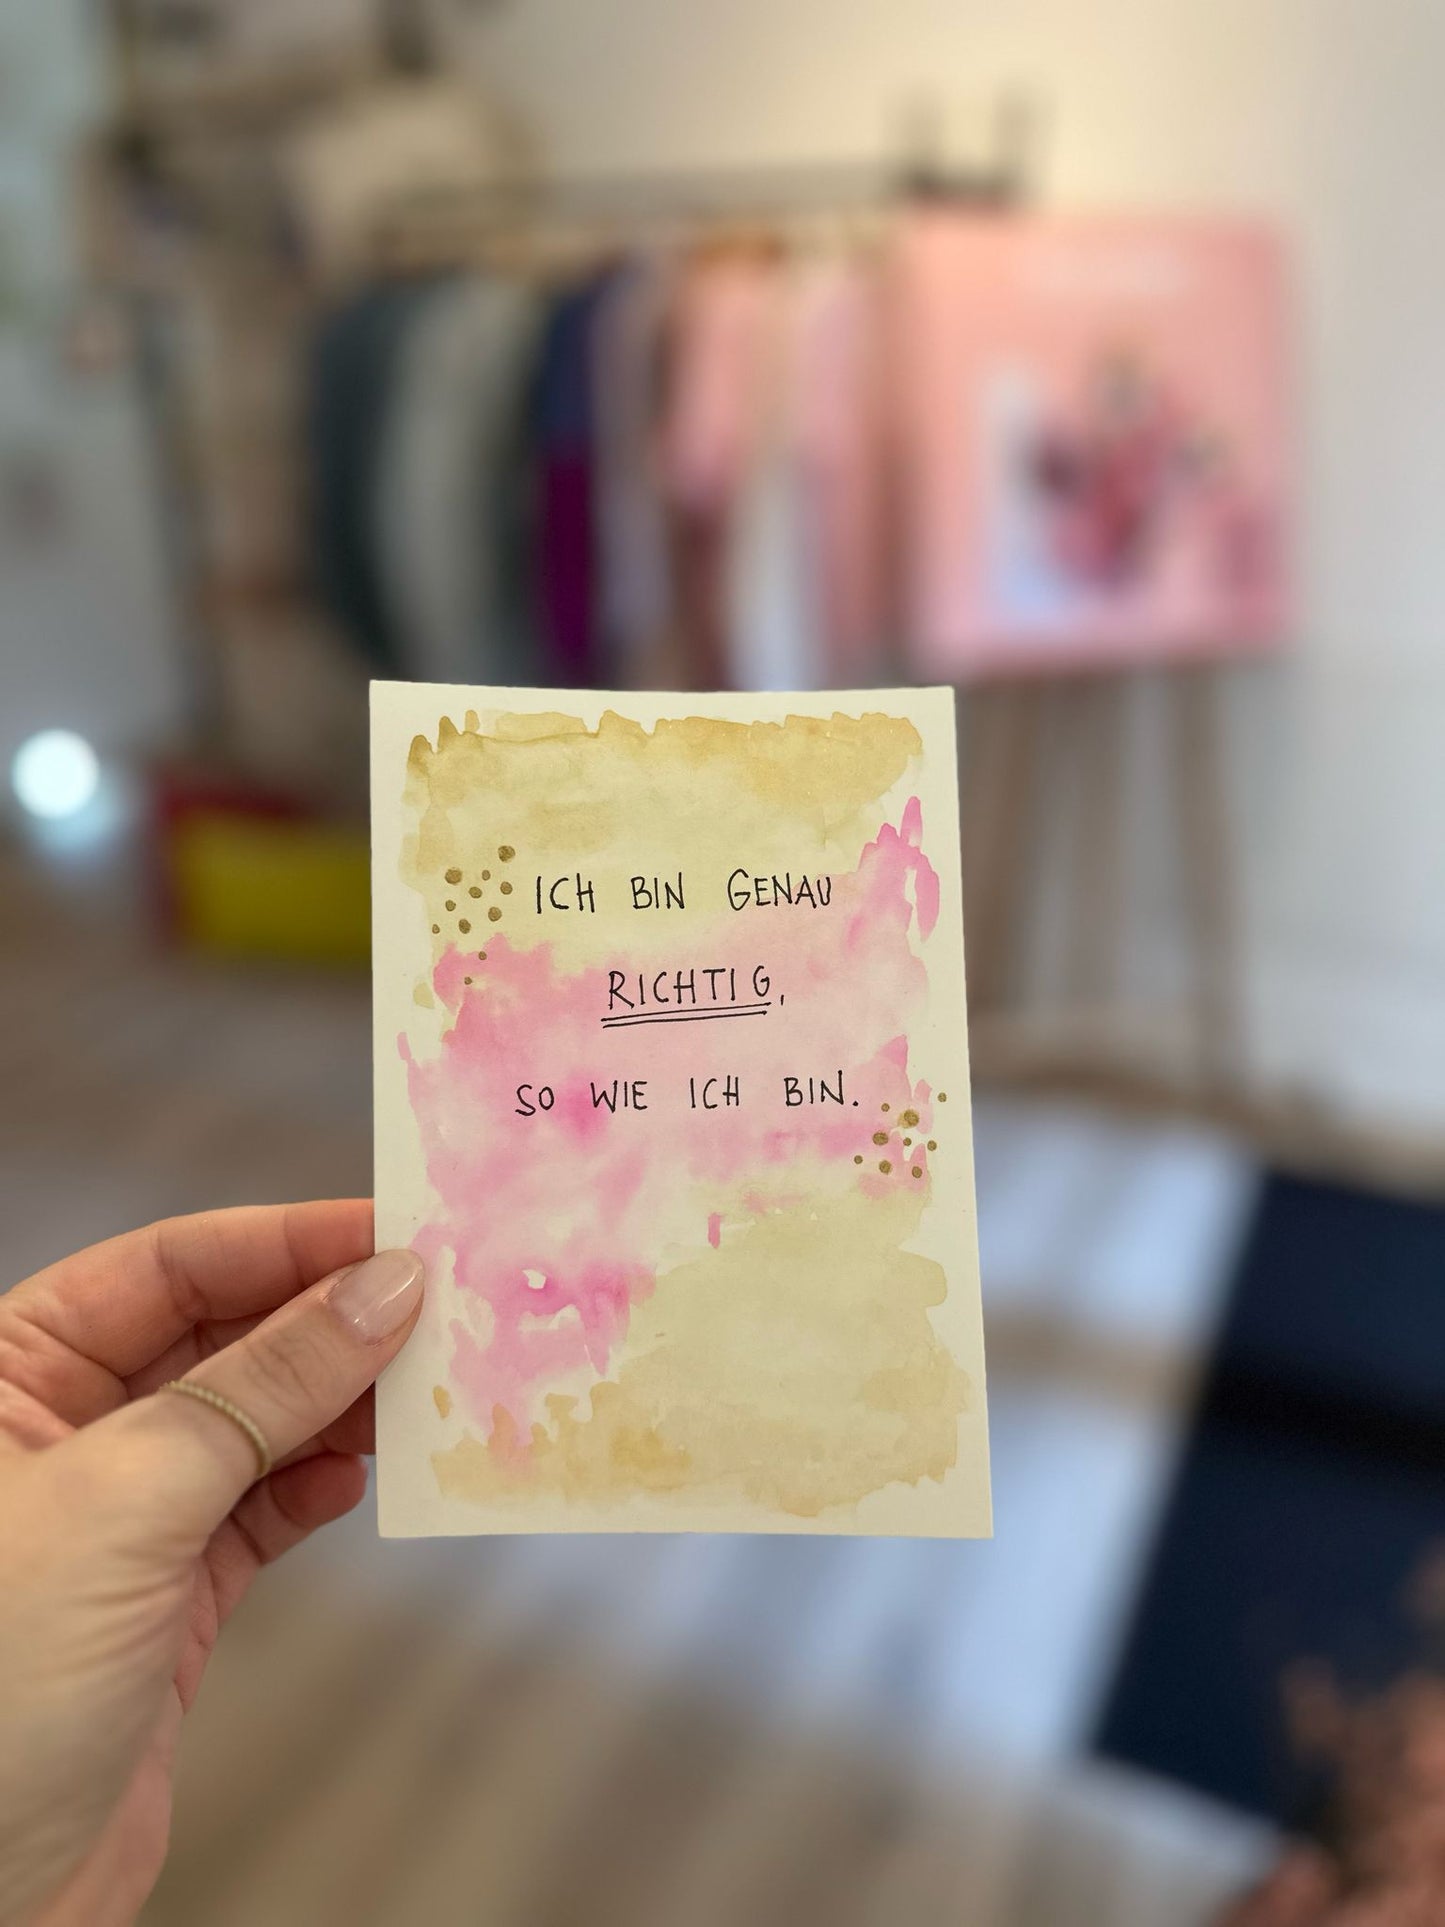 ICH BIN GENAU
RICHTIG,
SO WIE ICH BIN.